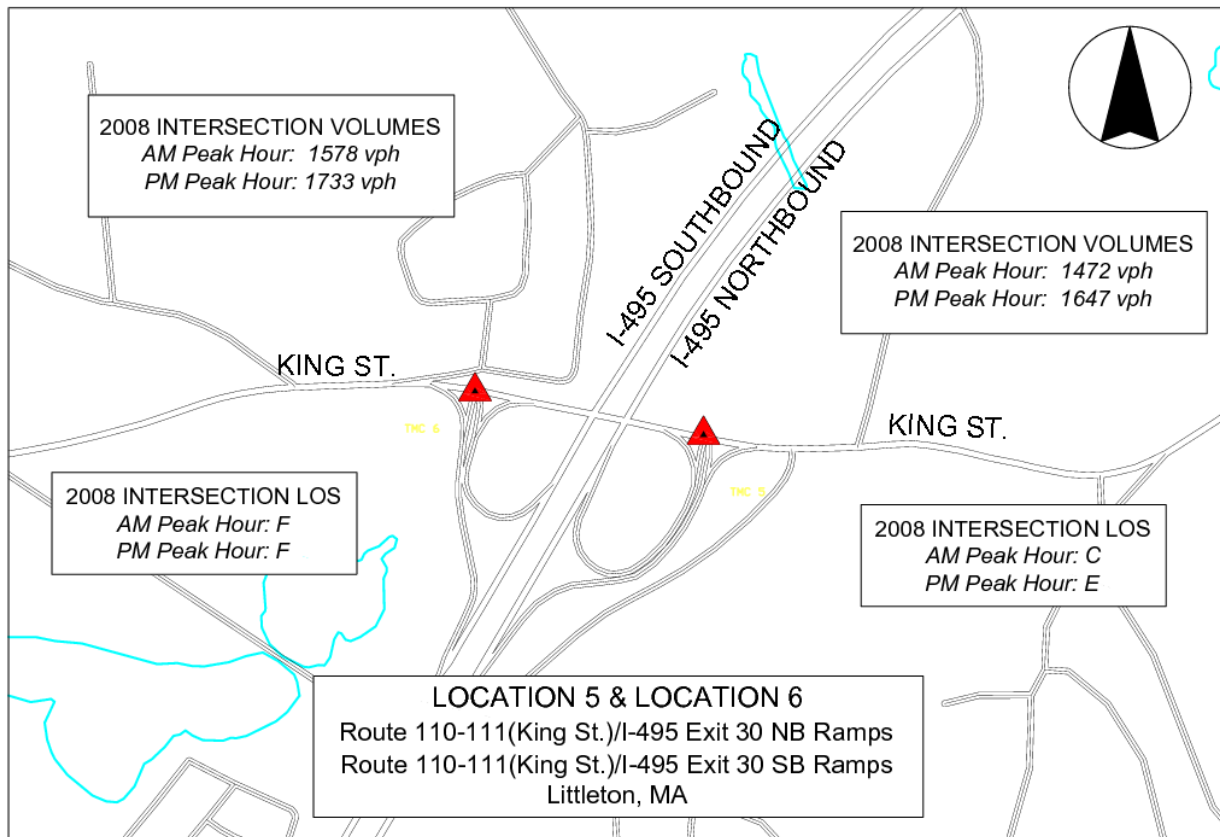 2008 INTERSECTION VOLUMES
AM Peak Hour: 1578 vph
PM Peak Hour: 1733 vph
I-495 SOUTHBOUND
I-495 NORTHBOUND
2008 INTERSECTION VOLUMES
AM Peak Hour: 1472 vph
PM Peak Hour: 1647 vph
KING ST.
KING ST.
TMC 6
TMC 5
2008 INTERSECTION LOS
AM Peak Hour: F
PM Peak Hour: F
2008 INTERSECTION LOS
AM Peak Hour: C
PM Peak Hour: E
LOCATION 5 & LOCATION 6
Route 110-111(King St.)/I-495 Exit 30 NB Ramps
Route 110-111(King St.)/I-495 Exit 30 SB Ramps
Littleton, MA